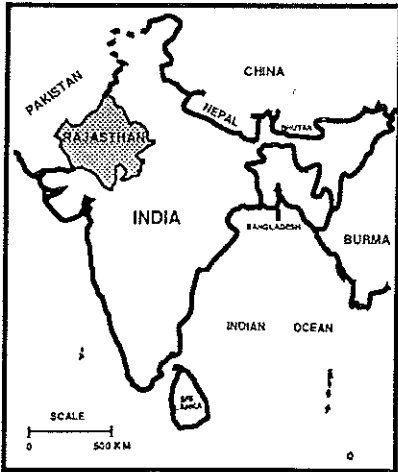 CHINA
PAKISTAN
NEPAL
BHUTAN
RAJASTHAN
INDIA
BANGLADESH
BURMA
INDIAN OCEAN
SRI
LANKA
SCALE
0 500 KM